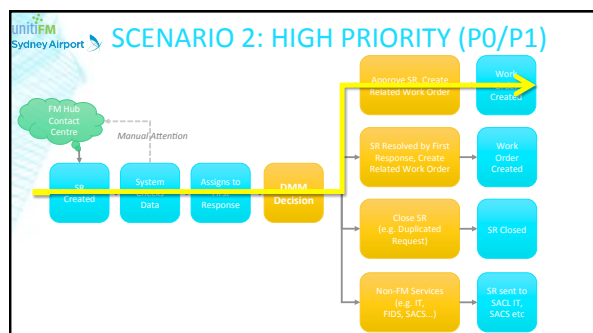 unitiFM
Sydney Airport
SCENARIO 2: HIGH PRIORITY (P0/P1)
FM Hub
Contact
Centre
Manual Attention
SR
Created
System
Data
Assigns to
Response
DMM
Decision
Approve SR, Create
Related Work Order
Work
Created
SR Resolved by First
Response, Create
Related Work Order
Work
Order
Created
Close SR
(e.g. Duplicated
Request)
SR Closed
Non-FM Services
(e.g. IT,
FIDS, SACS...)
SR sent to
SACL IT,
SACS etc